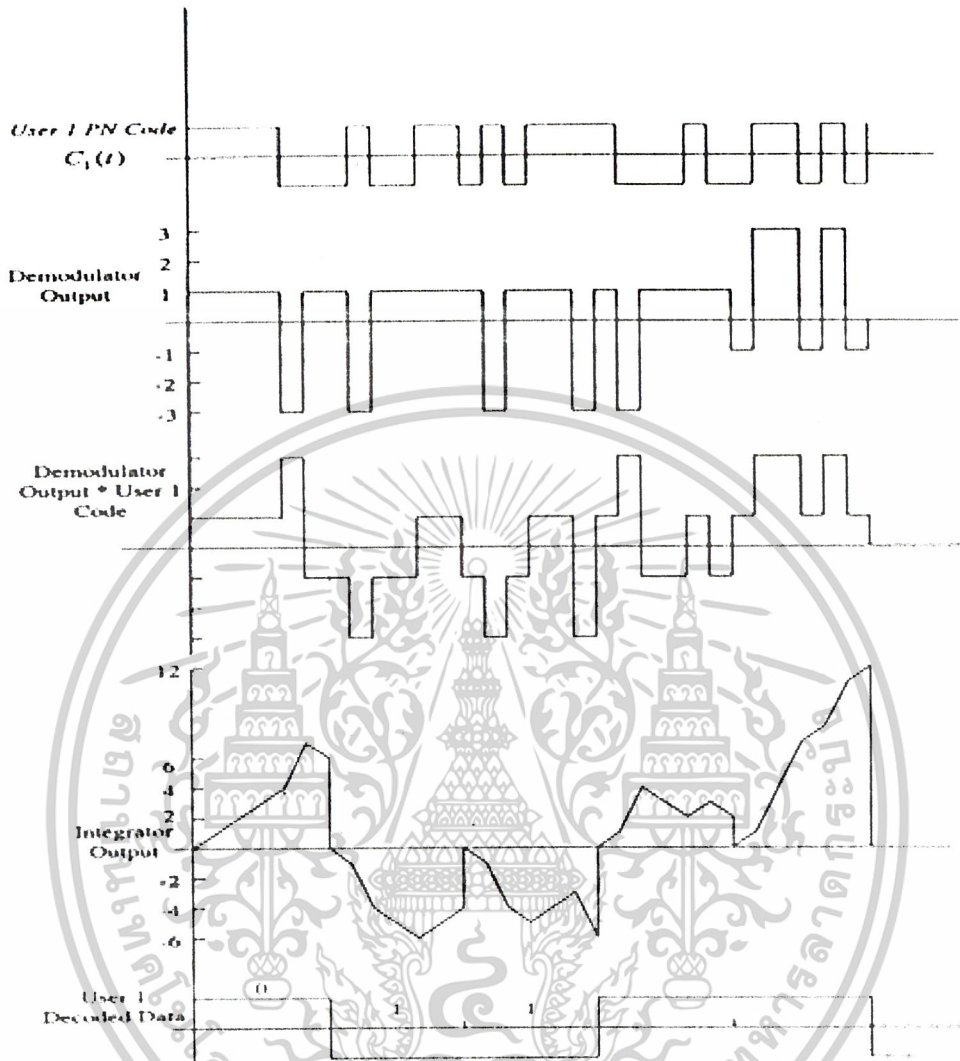 User 1 PN Code
C₁(t)
3
2
Demodulator
Output
1
-1
-2
-3
Demodulator
Output * User 1
Code
12
6
4
2
Integrator
Output
-2
-4
-6
User 1
Decoded Data
0
1
1